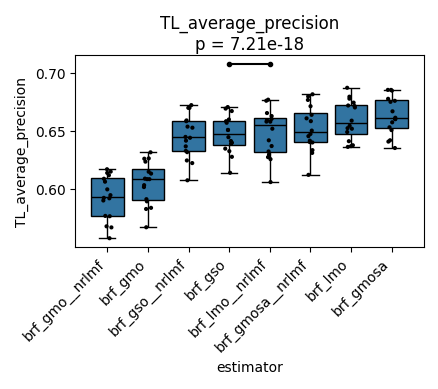 TL_average_precision
p = 7.21e-18
TL_average_precision
0.70
0.65
0.60
brf_gmo__nrlmf
brf_gmo
brf_gso__nrlmf
brf_gso
brf_lmo__nrlmf
brf_gmosa__nrlmf
brf_lmo
brf_gmosa
estimator